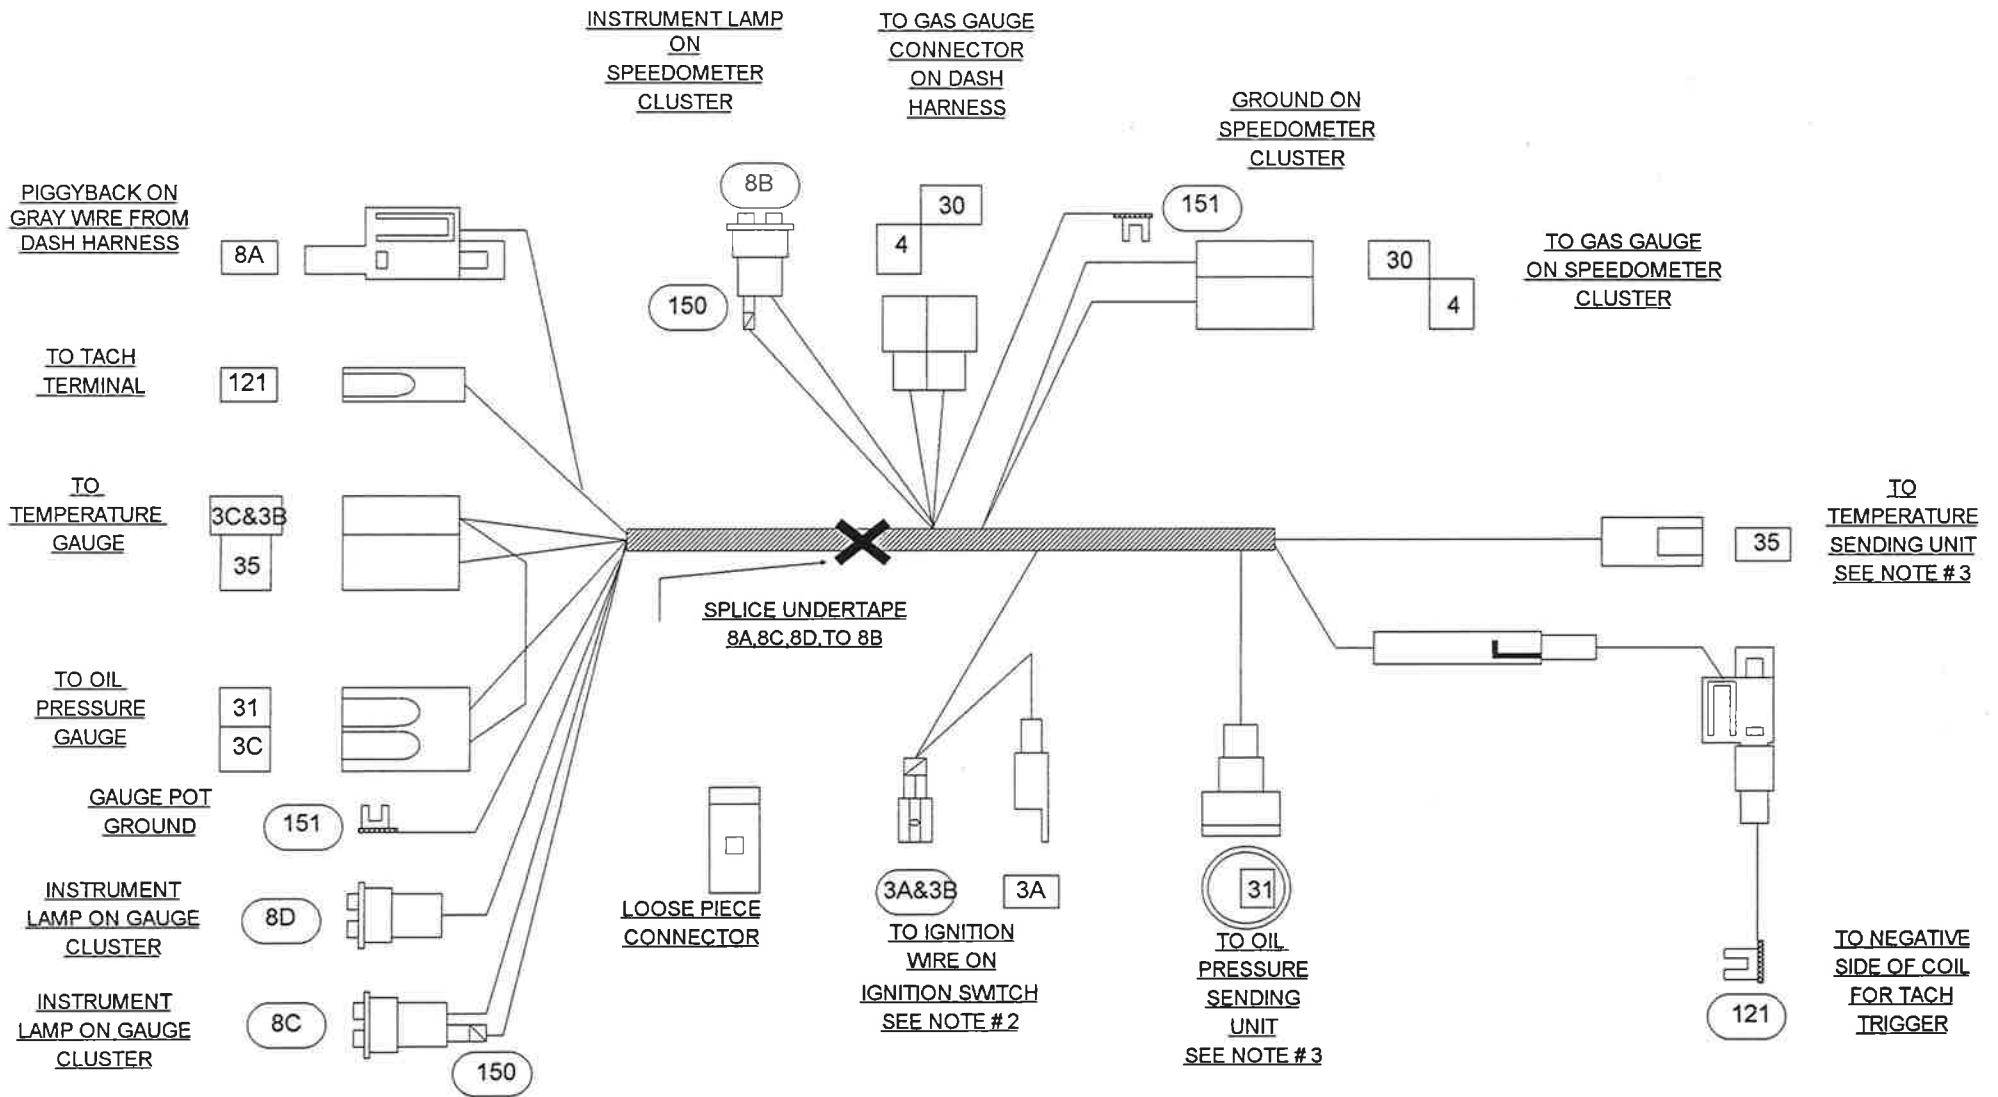 INSTRUMENT LAMP
ON
SPEEDOMETER
CLUSTER
TO GAS GAUGE
CONNECTOR
ON DASH
HARNESS
GROUND ON
SPEEDOMETER
CLUSTER
PIGGYBACK ON
GRAY WIRE FROM
DASH HARNESS
8A
8B
150
30
4
151
30
4
TO GAS GAUGE
ON SPEEDOMETER
CLUSTER
TO TACH
TERMINAL
121
TO
TEMPERATURE
GAUGE
3C&3B
35
SPLICE UNDERTAPE
8A,8C,8D,TO 8B
TO
TEMPERATURE
SENDING UNIT
SEE NOTE #3
35
TO OIL
PRESSURE
GAUGE
31
3C
GAUGE POT
GROUND
151
INSTRUMENT
LAMP ON GAUGE
CLUSTER
8D
INSTRUMENT
LAMP ON GAUGE
CLUSTER
8C
150
LOOSE PIECE
CONNECTOR
3A&3B
3A
TO IGNITION
WIRE ON
IGNITION SWITCH
SEE NOTE #2
31
TO OIL
PRESSURE
SENDING
UNIT
SEE NOTE #3
121
TO NEGATIVE
SIDE OF COIL
FOR TACH
TRIGGER